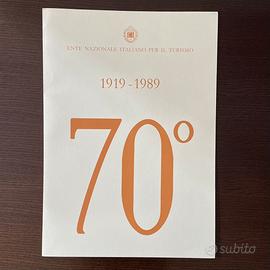 ENTE NAZIONALE ITALIANO PER IL TURISMO
1919 - 1989
70°
subito